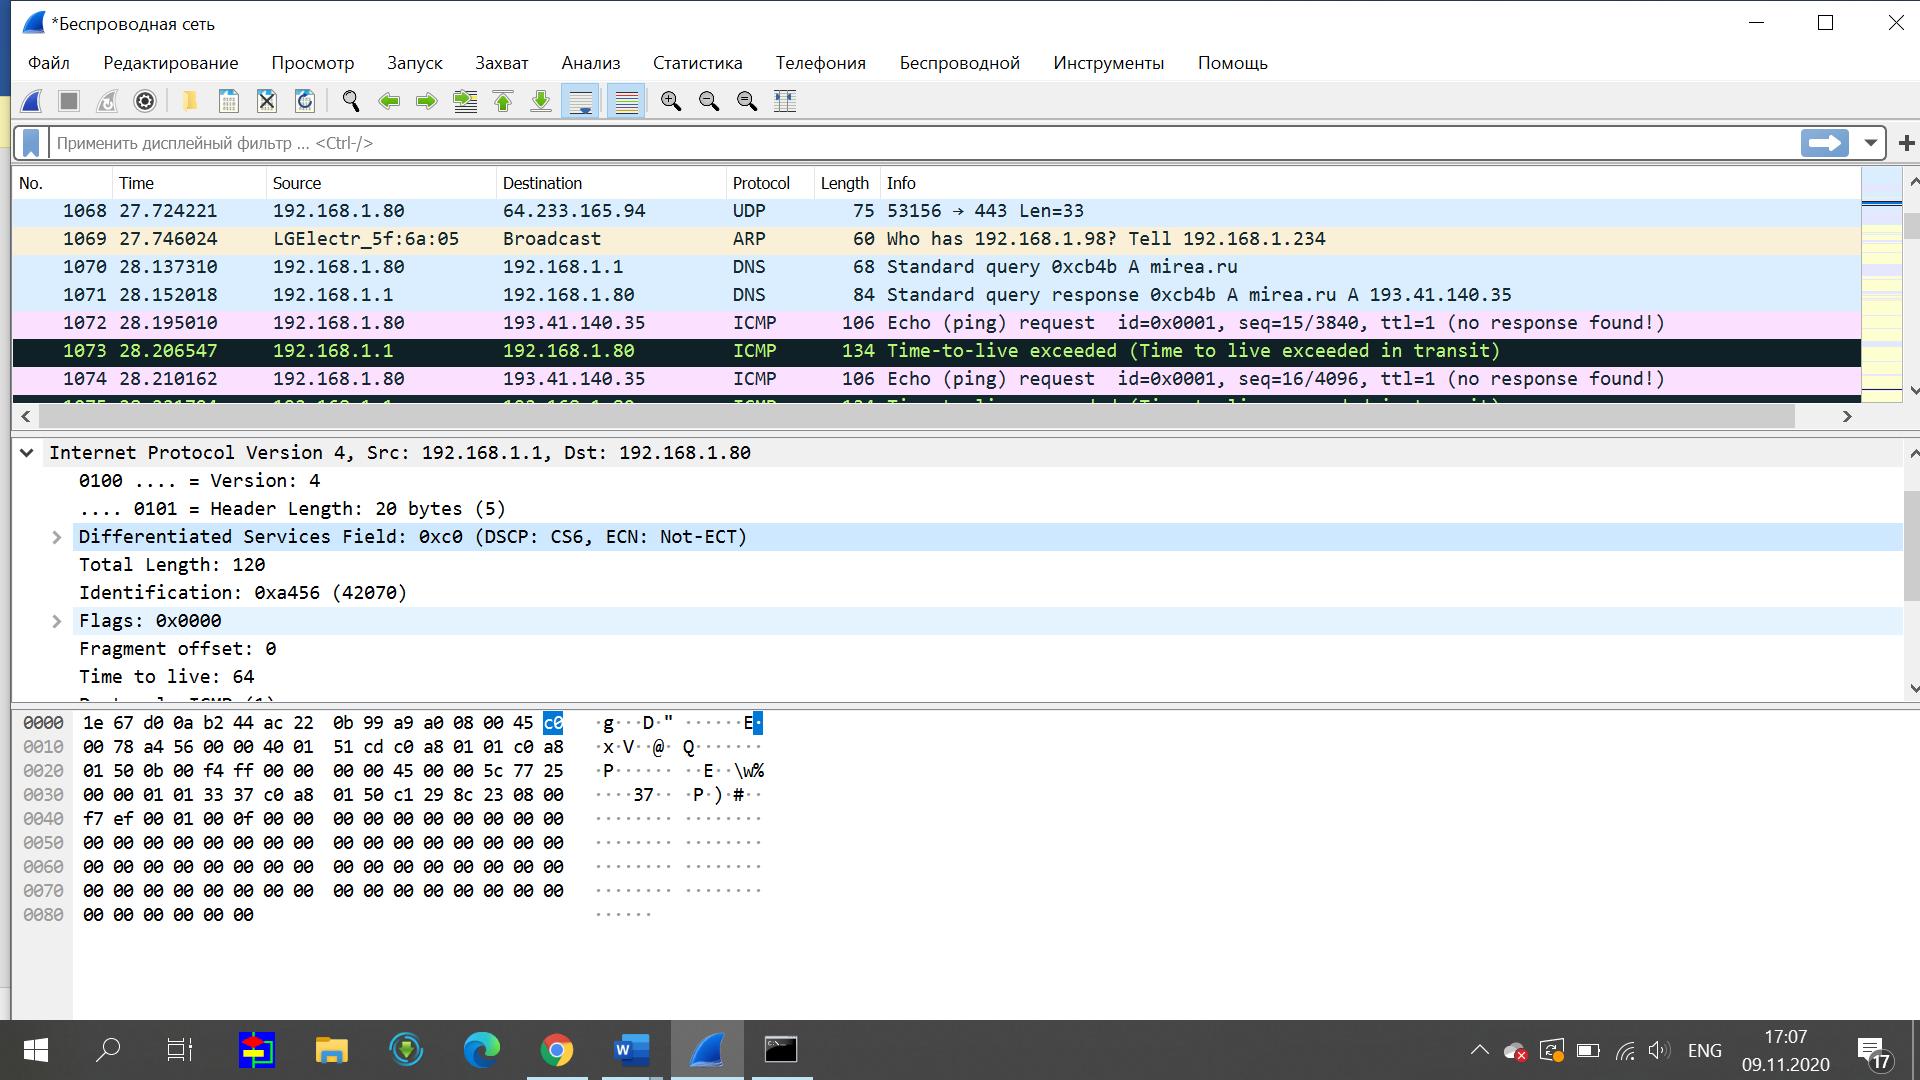 *Беспроводная сеть
Файл Редактирование Просмотр Запуск Захват Анализ Статистика Телефония Беспроводной Инструменты Помощь
Применить дисплейный фильтр ... <Ctrl-/>
No. Time Source Destination Protocol Length Info
1068 27.724221 192.168.1.80 64.233.165.94 UDP 75 53156 → 443 Len=33
1069 27.746024 LGElectr_5f:6a:05 Broadcast ARP 60 Who has 192.168.1.98? Tell 192.168.1.234
1070 28.137310 192.168.1.80 192.168.1.1 DNS 68 Standard query 0xcb4b A mirea.ru
1071 28.152018 192.168.1.1 192.168.1.80 DNS 84 Standard query response 0xcb4b A mirea.ru A 193.41.140.35
1072 28.195010 192.168.1.80 193.41.140.35 ICMP 106 Echo (ping) request id=0x0001, seq=15/3840, ttl=1 (no response found!)
1073 28.206547 192.168.1.1 192.168.1.80 ICMP 134 Time-to-live exceeded (Time to live exceeded in transit)
1074 28.210162 192.168.1.80 193.41.140.35 ICMP 106 Echo (ping) request id=0x0001, seq=16/4096, ttl=1 (no response found!)
Internet Protocol Version 4, Src: 192.168.1.1, Dst: 192.168.1.80
0100 .... = Version: 4
.... 0101 = Header Length: 20 bytes (5)
Differentiated Services Field: 0xc0 (DSCP: CS6, ECN: Not-ECT)
Total Length: 120
Identification: 0xa456 (42070)
Flags: 0x0000
Fragment offset: 0
Time to live: 64
0000 1e 67 d0 0a b2 44 ac 22 0b 99 a9 a0 08 00 45 c0 ·g···D·" ······E·
0010 00 78 a4 56 00 00 40 01 51 cd c0 a8 01 01 c0 a8 ·x·V··@· Q·······
0020 01 50 0b 00 f4 ff 00 00 00 00 45 00 00 5c 77 25 ·P······ ··E··\w%
0030 00 00 01 01 33 37 c0 a8 01 50 c1 29 8c 23 08 00 ····37·· ·P·)·#··
0040 f7 ef 00 01 00 0f 00 00 00 00 00 00 00 00 00 00 ········ ········
0050 00 00 00 00 00 00 00 00 00 00 00 00 00 00 00 00 ········ ········
0060 00 00 00 00 00 00 00 00 00 00 00 00 00 00 00 00 ········ ········
0070 00 00 00 00 00 00 00 00 00 00 00 00 00 00 00 00 ········ ········
0080 00 00 00 00 00 00 ······
ENG
17:07
09.11.2020
17